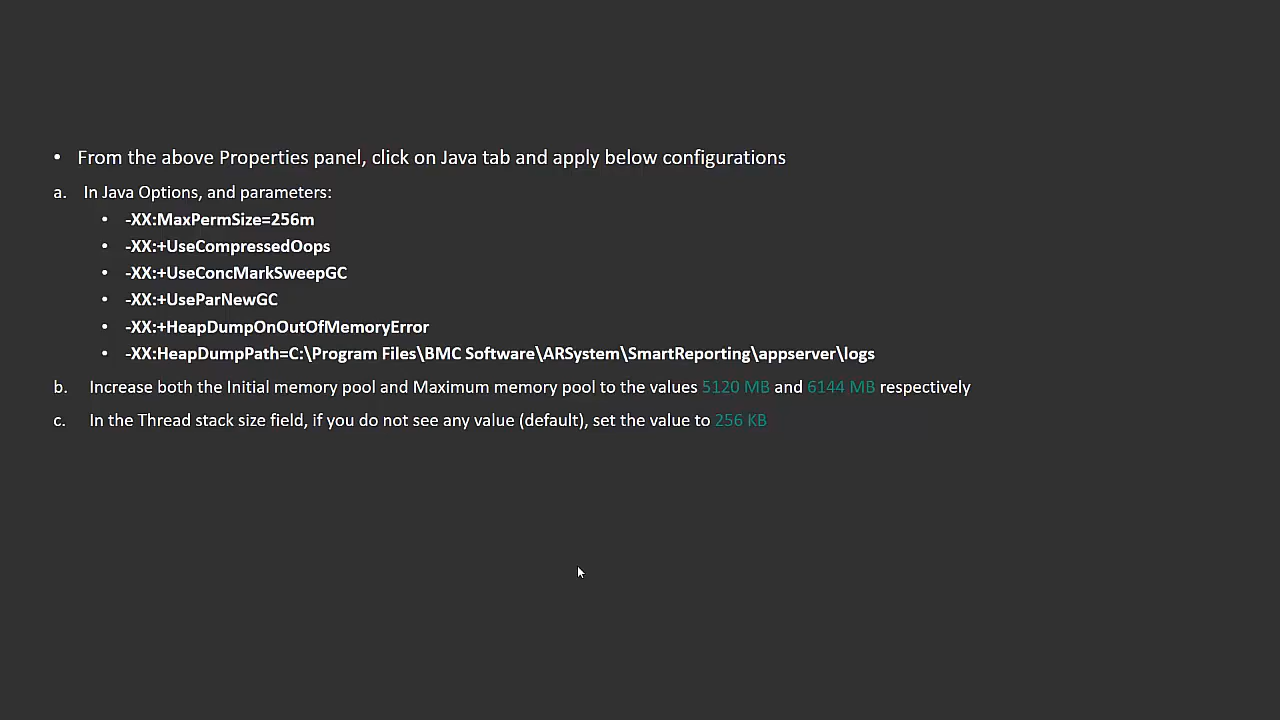 • From the above Properties panel, click on Java tab and apply below configurations
a. In Java Options, and parameters:
• -XX:MaxPermSize=256m
• -XX:+UseCompressedOops
• -XX:+UseConcMarkSweepGC
• -XX:+UseParNewGC
• -XX:+HeapDumpOnOutOfMemoryError
• -XX:HeapDumpPath=C:\Program Files\BMC Software\ARSystem\SmartReporting\appserver\logs
b. Increase both the Initial memory pool and Maximum memory pool to the values 5120 MB and 6144 MB respectively
c. In the Thread stack size field, if you do not see any value (default), set the value to 256 KB